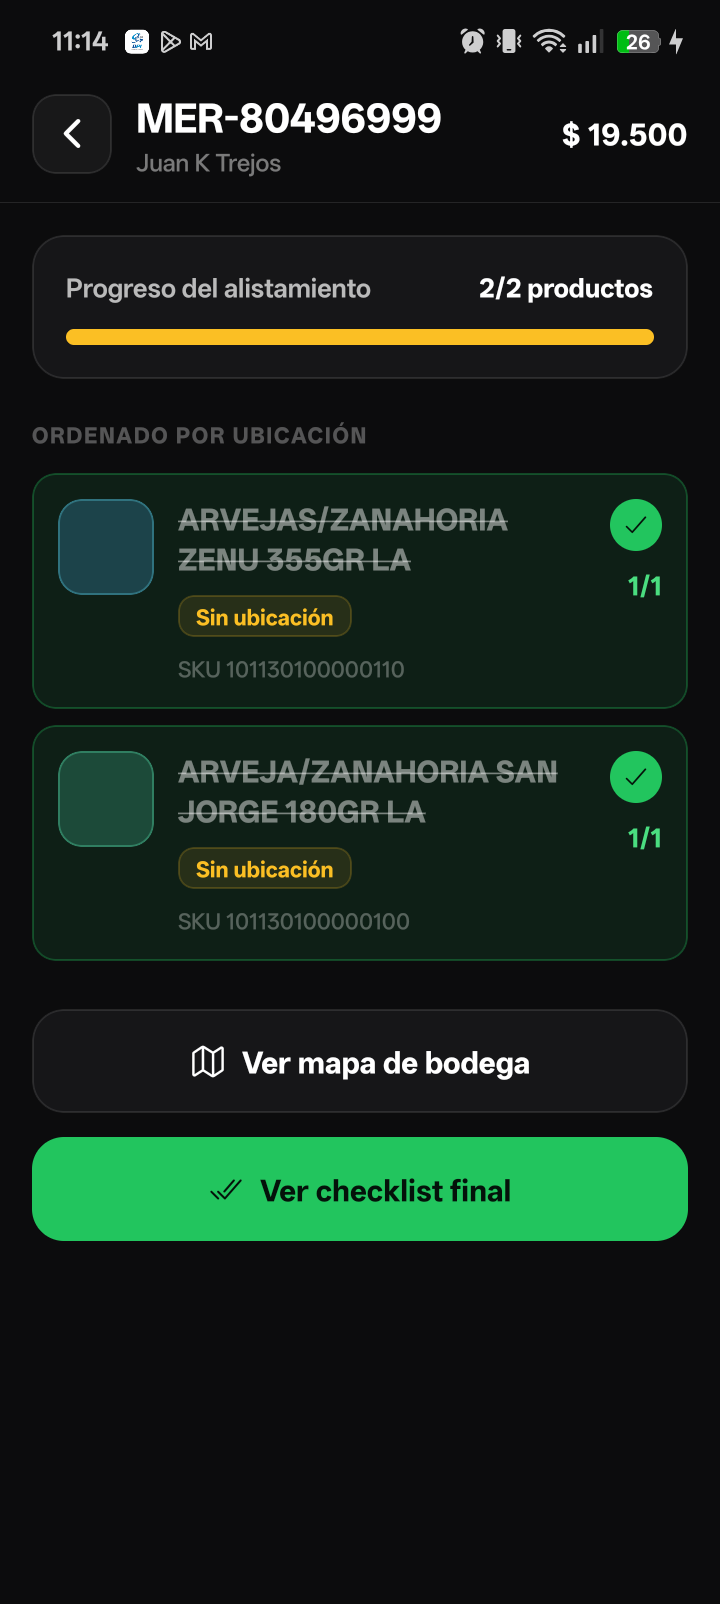 11:14
26
MER-80496999
Juan K Trejos
$ 19.500
Progreso del alistamiento
2/2 productos
ORDENADO POR UBICACIÓN
ARVEJAS/ZANAHORIA
ZENU 355GR LA
1/1
Sin ubicación
SKU 101130100000110
ARVEJA/ZANAHORIA SAN
JORGE 180GR LA
1/1
Sin ubicación
SKU 101130100000100
Ver mapa de bodega
Ver checklist final